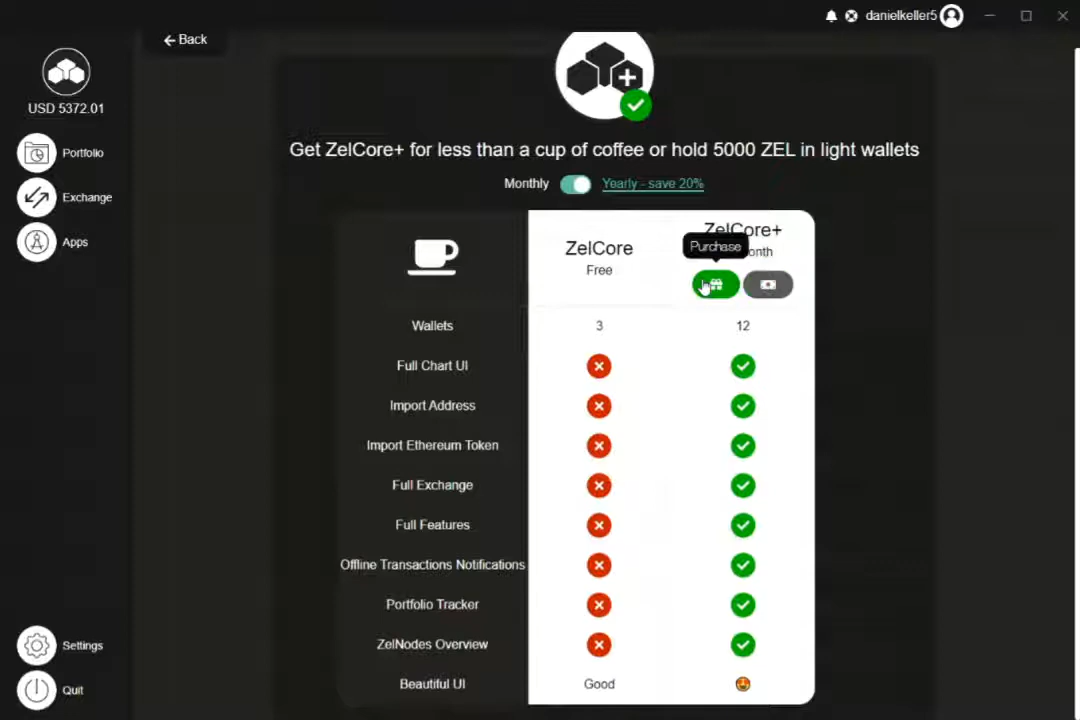 danielkeller5
Back
USD 5372.01
Portfolio
Exchange
Apps
Settings
Quit
Get ZelCore+ for less than a cup of coffee or hold 5000 ZEL in light wallets
Monthly Yearly - save 20%
ZelCore
Free
ZelCore+
Purchase
Wallets 3 12
Full Chart UI
Import Address
Import Ethereum Token
Full Exchange
Full Features
Offline Transactions Notifications
Portfolio Tracker
ZelNodes Overview
Beautiful UI Good